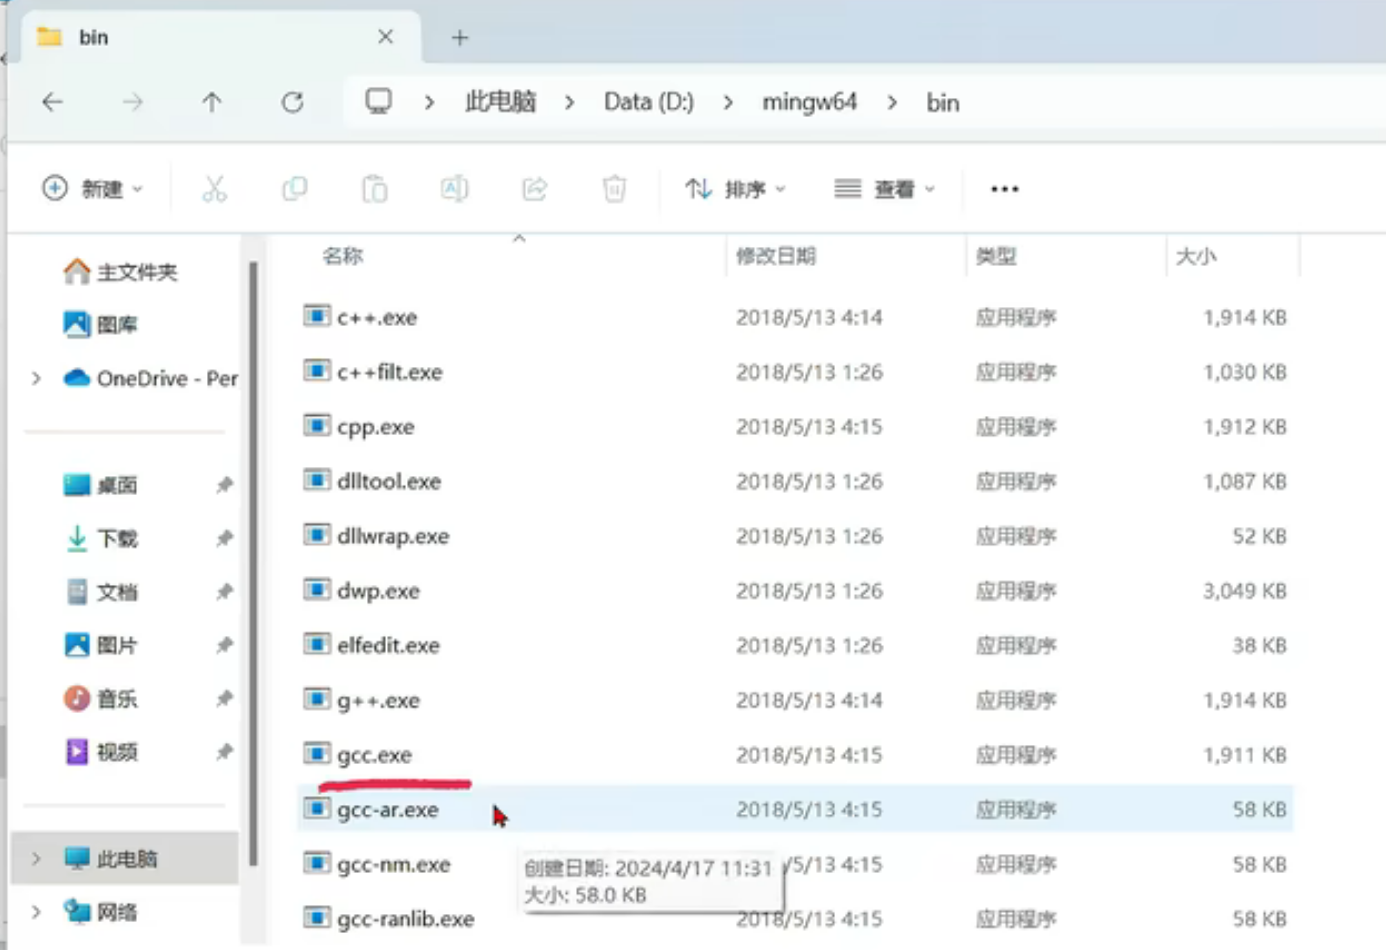 bin
此电脑 > Data (D:) > mingw64 > bin
新建 排序 查看
名称 修改日期 类型 大小
主文件夹
图库
OneDrive - Per
桌面
下载
文档
图片
音乐
视频
此电脑
网络
c++.exe 2018/5/13 4:14 应用程序 1,914 KB
c++filt.exe 2018/5/13 1:26 应用程序 1,030 KB
cpp.exe 2018/5/13 4:15 应用程序 1,912 KB
dlltool.exe 2018/5/13 1:26 应用程序 1,087 KB
dllwrap.exe 2018/5/13 1:26 应用程序 52 KB
dwp.exe 2018/5/13 1:26 应用程序 3,049 KB
elfedit.exe 2018/5/13 1:26 应用程序 38 KB
g++.exe 2018/5/13 4:14 应用程序 1,914 KB
gcc.exe 2018/5/13 4:15 应用程序 1,911 KB
gcc-ar.exe 2018/5/13 4:15 应用程序 58 KB
gcc-nm.exe /5/13 4:15 应用程序 58 KB
gcc-ranlib.exe 2018/5/13 4:15 应用程序 58 KB
创建日期: 2024/4/17 11:31
大小: 58.0 KB